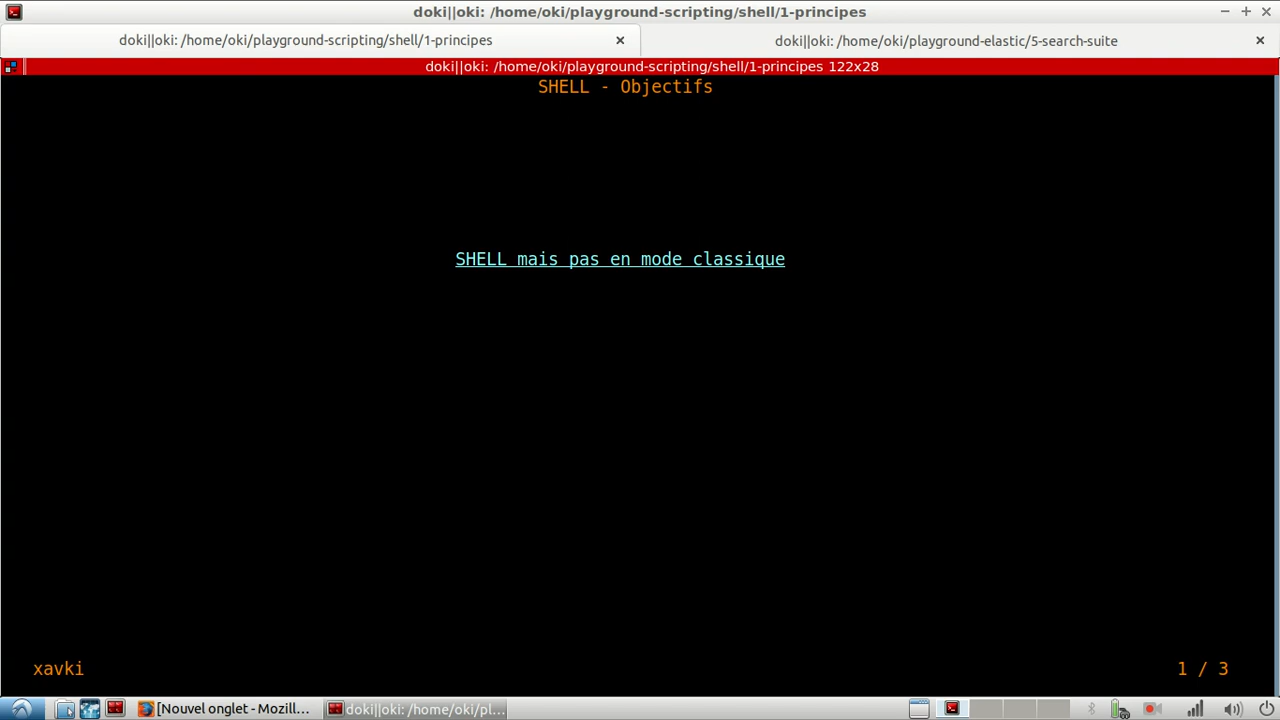 doki||oki: /home/oki/playground-scripting/shell/1-principes
doki||oki: /home/oki/playground-scripting/shell/1-principes
doki||oki: /home/oki/playground-elastic/5-search-suite
doki||oki: /home/oki/playground-scripting/shell/1-principes 122x28
SHELL - Objectifs
SHELL mais pas en mode classique
xavki
1 / 3
[Nouvel onglet - Mozill...
doki||oki: /home/oki/pl...